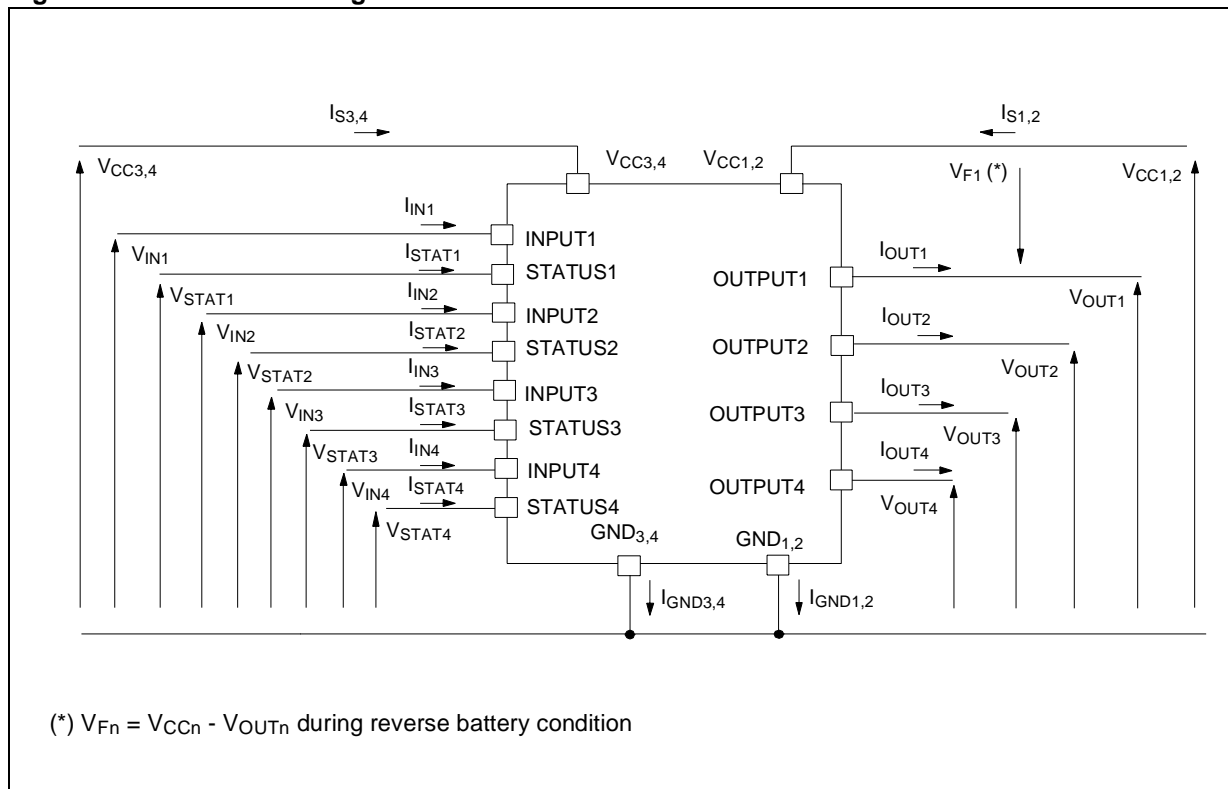 I_S3,4
I_S1,2
V_CC3,4
V_CC3,4
V_CC1,2
V_F1 (*)
V_CC1,2
I_IN1
INPUT1
V_IN1
I_STAT1
STATUS1
V_STAT1
I_IN2
INPUT2
V_IN2
I_STAT2
STATUS2
V_STAT2
I_IN3
INPUT3
V_IN3
I_STAT3
STATUS3
V_STAT3
I_IN4
INPUT4
V_IN4
I_STAT4
STATUS4
V_STAT4
OUTPUT1
I_OUT1
V_OUT1
OUTPUT2
I_OUT2
V_OUT2
OUTPUT3
I_OUT3
V_OUT3
OUTPUT4
I_OUT4
V_OUT4
GND_3,4
GND_1,2
I_GND3,4
I_GND1,2
(*) V_Fn = V_CCn - V_OUTn during reverse battery condition